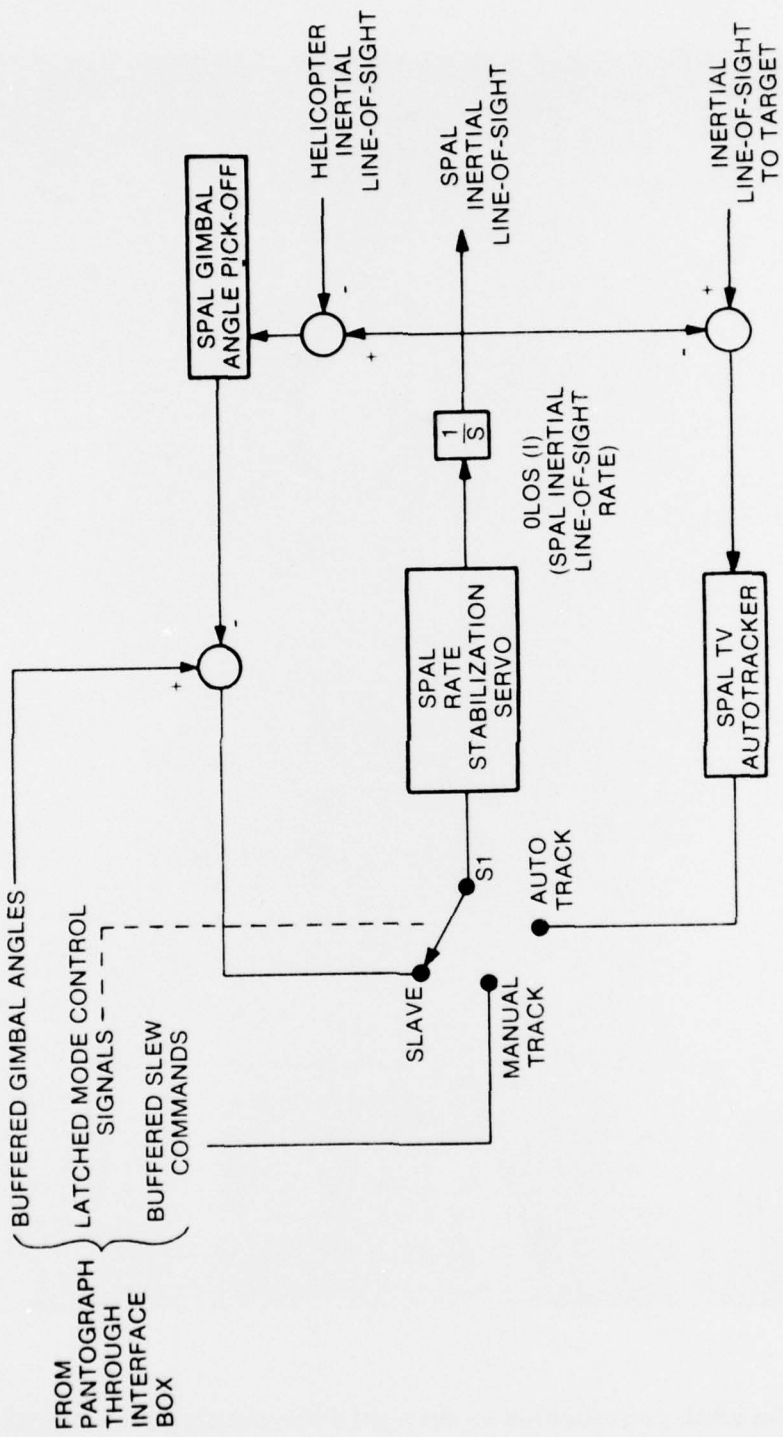 FROM
PANTOGRAPH
THROUGH
INTERFACE
BOX
BUFFERED GIMBAL ANGLES
LATCHED MODE CONTROL
SIGNALS
BUFFERED SLEW
COMMANDS
SLAVE
MANUAL
TRACK
AUTO
TRACK
S1
+
-
SPAL
RATE
STABILIZATION
SERVO
1
S
0LOS (I)
(SPAL INERTIAL
LINE-OF-SIGHT
RATE)
SPAL TV
AUTOTRACKER
SPAL GIMBAL
ANGLE PICK-OFF
HELICOPTER
INERTIAL
LINE-OF-SIGHT
-
+
SPAL
INERTIAL
LINE-OF-SIGHT
+
-
INERTIAL
LINE-OF-SIGHT
TO TARGET